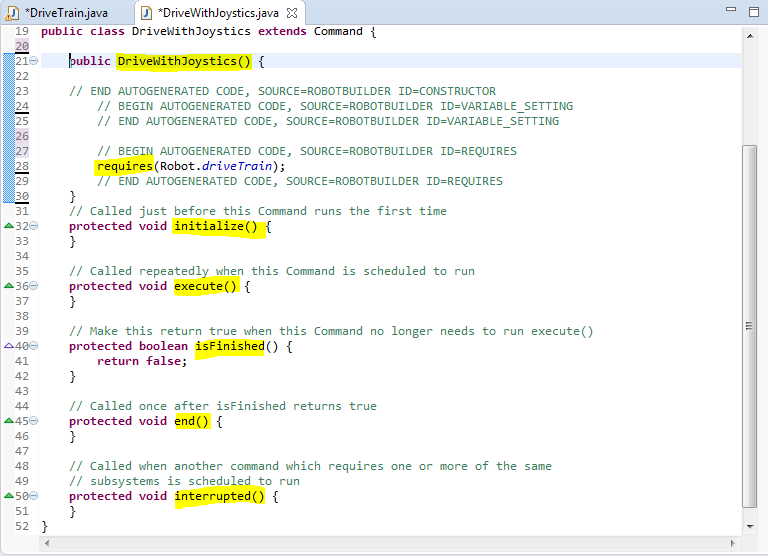 *DriveTrain.java *DriveWithJoystics.java
19 public class DriveWithJoystics extends Command {
20
21 public DriveWithJoystics() {
22
23 // END AUTOGENERATED CODE, SOURCE=ROBOTBUILDER ID=CONSTRUCTOR
24 // BEGIN AUTOGENERATED CODE, SOURCE=ROBOTBUILDER ID=VARIABLE_SETTING
25 // END AUTOGENERATED CODE, SOURCE=ROBOTBUILDER ID=VARIABLE_SETTING
26
27 // BEGIN AUTOGENERATED CODE, SOURCE=ROBOTBUILDER ID=REQUIRES
28 requires(Robot.driveTrain);
29 // END AUTOGENERATED CODE, SOURCE=ROBOTBUILDER ID=REQUIRES
30 }
31 // Called just before this Command runs the first time
32 protected void initialize() {
33 }
34
35 // Called repeatedly when this Command is scheduled to run
36 protected void execute() {
37 }
38
39 // Make this return true when this Command no longer needs to run execute()
40 protected boolean isFinished() {
41 return false;
42 }
43
44 // Called once after isFinished returns true
45 protected void end() {
46 }
47
48 // Called when another command which requires one or more of the same
49 // subsystems is scheduled to run
50 protected void interrupted() {
51 }
52 }